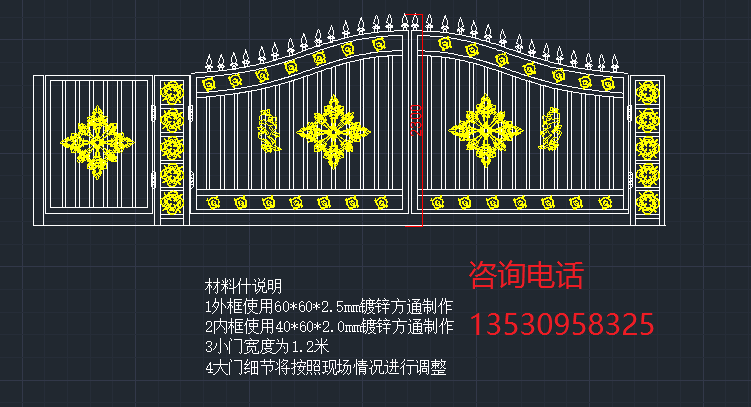 材料什说明
1外框使用60*60*2.5mm镀锌方通制作
2内框使用40*60*2.0mm镀锌方通制作
3小门宽度为1.2米
4大门细节将按照现场情况进行调整
咨询电话
13530958325